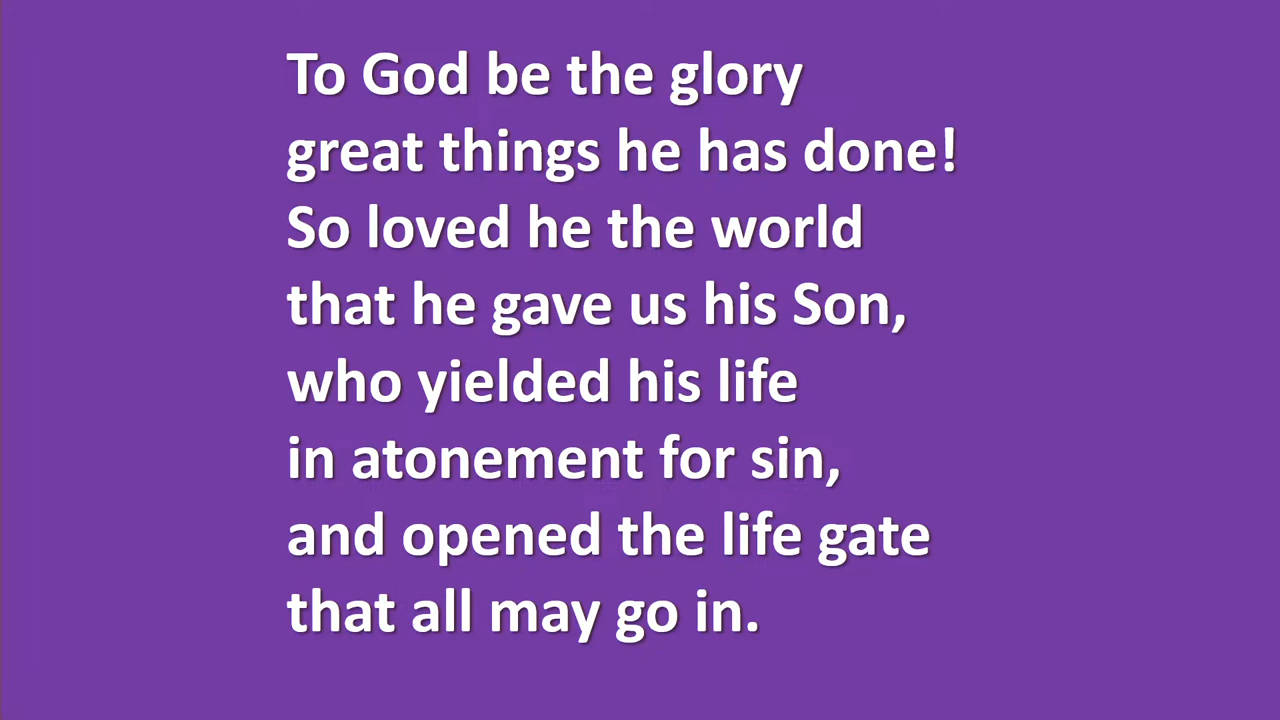 To God be the glory
great things he has done!
So loved he the world
that he gave us his Son,
who yielded his life
in atonement for sin,
and opened the life gate
that all may go in.